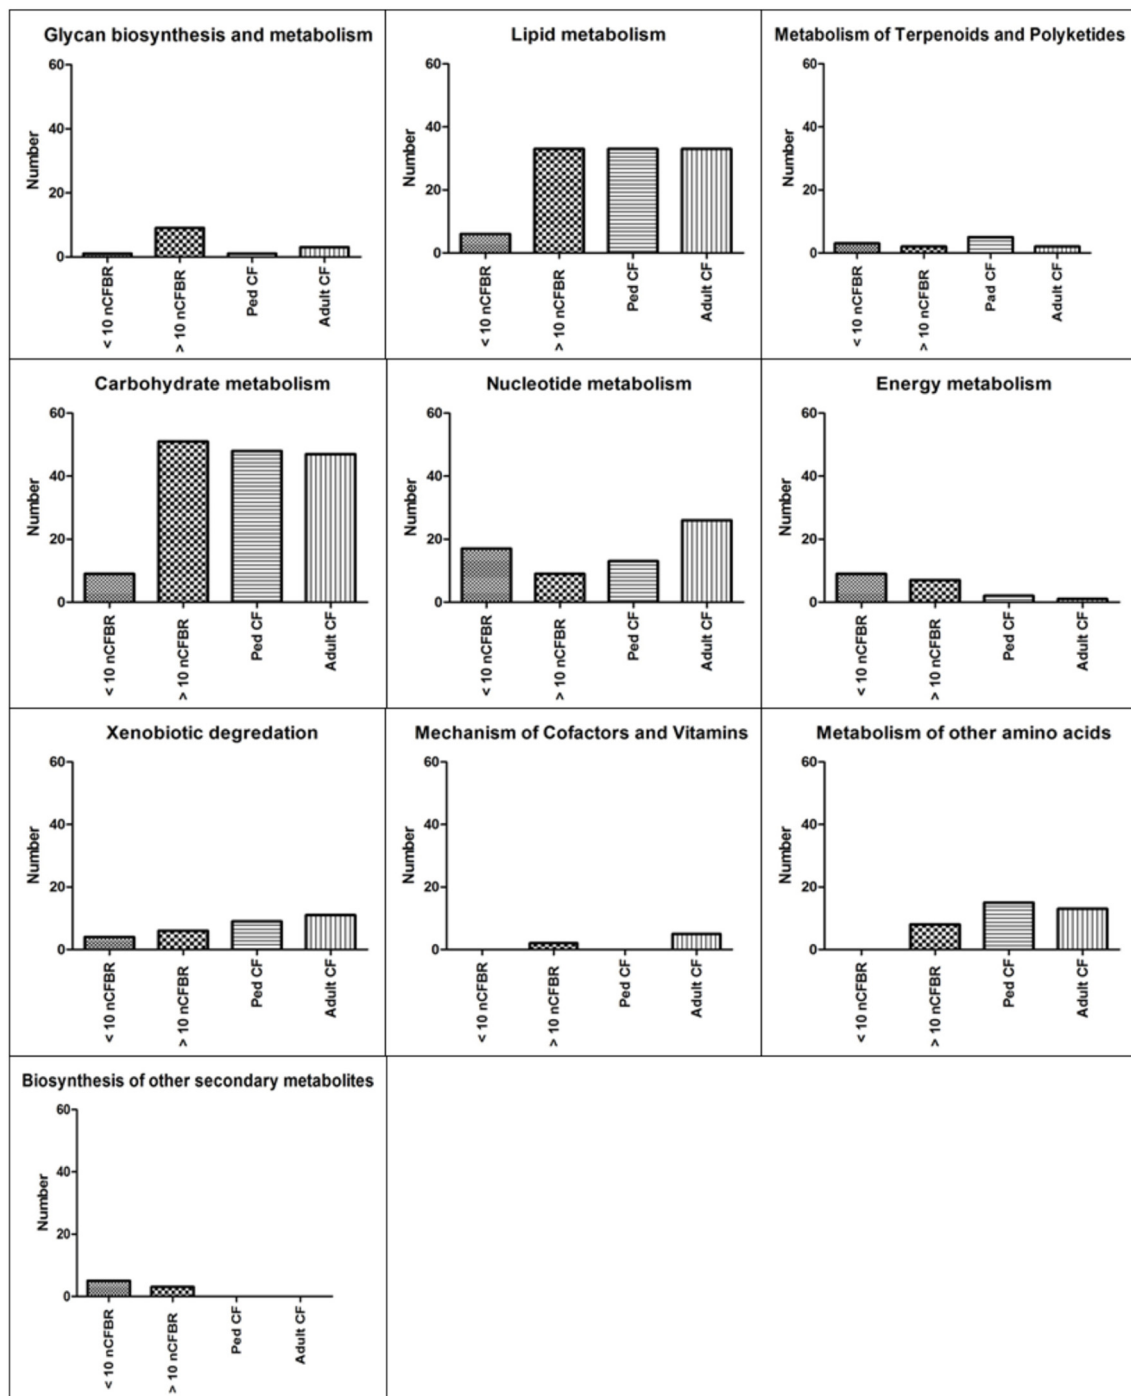 Glycan biosynthesis and metabolism
60
40
20
0
Number
< 10 nCFBR
> 10 nCFBR
Ped CF
Adult CF
Lipid metabolism
60
40
20
0
Number
< 10 nCFBR
> 10 nCFBR
Ped CF
Adult CF
Metabolism of Terpenoids and Polyketides
60
40
20
0
Number
< 10 nCFBR
> 10 nCFBR
Pad CF
Adult CF
Carbohydrate metabolism
60
40
20
0
Number
< 10 nCFBR
> 10 nCFBR
Ped CF
Adult CF
Nucleotide metabolism
60
40
20
0
Number
< 10 nCFBR
> 10 nCFBR
Ped CF
Adult CF
Energy metabolism
60
40
20
0
Number
< 10 nCFBR
> 10 nCFBR
Ped CF
Adult CF
Xenobiotic degredation
60
40
20
0
Number
< 10 nCFBR
> 10 nCFBR
Ped CF
Adult CF
Mechanism of Cofactors and Vitamins
60
40
20
0
Number
< 10 nCFBR
> 10 nCFBR
Ped CF
Adult CF
Metabolism of other amino acids
60
40
20
0
Number
< 10 nCFBR
> 10 nCFBR
Ped CF
Adult CF
Biosynthesis of other secondary metabolites
60
40
20
0
Number
< 10 nCFBR
> 10 nCFBR
Ped CF
Adult CF